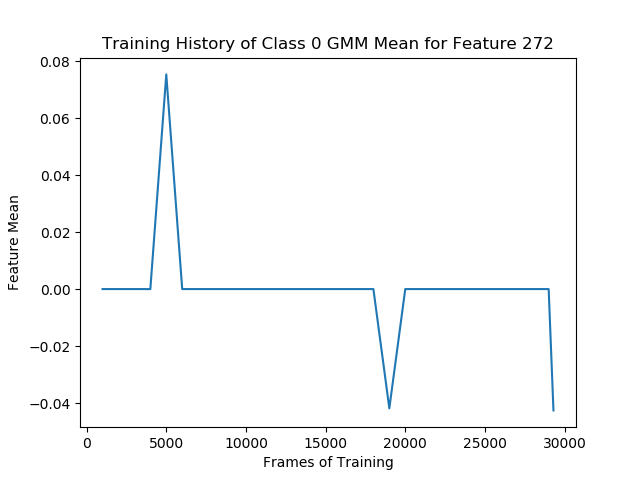 Training History of Class 0 GMM Mean for Feature 272
0.08
0.06
0.04
0.02
0.00
−0.02
−0.04
Feature Mean
0 5000 10000 15000 20000 25000 30000
Frames of Training